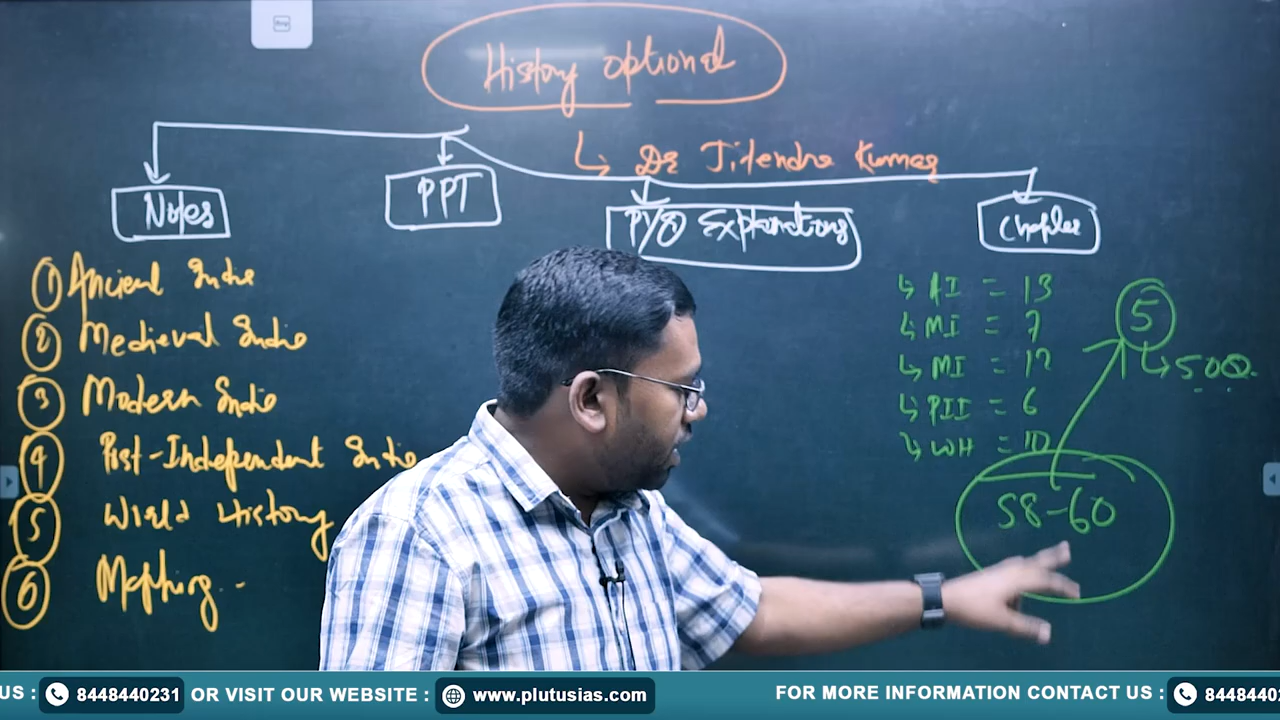 History optional
↳ Dr Jitendra Kumar
Notes
PPT
PYQ Explanations
Chapter
① Ancient India
② Medieval India
③ Modern India
④ Post-Independent India
⑤ World History
⑥ Mapping.
↳ AI = 13
↳ MI = 7
↳ MI = 17
↳ PII = 6
↳ WH = 10
5
↳ 500.
58-60
US : 8448440231 OR VISIT OUR WEBSITE : www.plutusias.com FOR MORE INFORMATION CONTACT US :